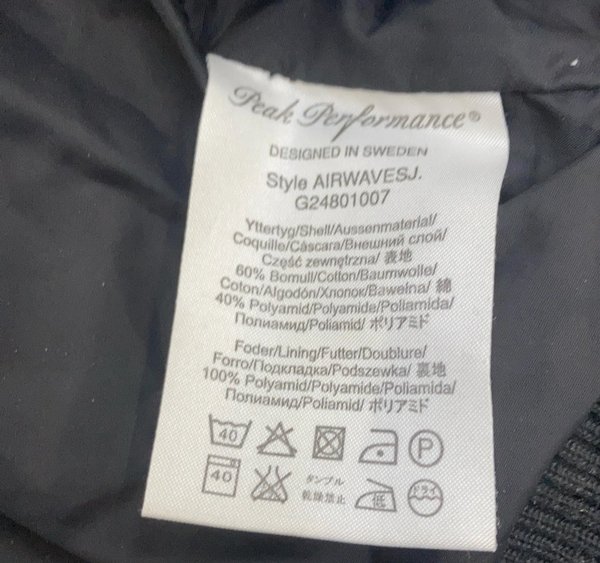 Peak Performance®
DESIGNED IN SWEDEN
Style AIRWAVESJ.
G24801007
Yttertyg/Shell/Aussenmaterial/
Coquille/Cáscara/Внешний слой/
Część zewnętrzna/ 表地
60% Bomull/Cotton/Baumwolle/
Coton/Algodón/Хлопок/Bawełna/ 綿
40% Polyamid/Polyamide/Poliamida/
Полиамид/Poliamid/ ポリアミド
Foder/Lining/Futter/Doublure/
Forro/Подкладка/Podszewka/ 裏地
100% Polyamid/Polyamide/Poliamida/
Полиамид/Poliamid/ ポリアミド
40 P
40 タンブル 乾燥禁止 低 ドライ